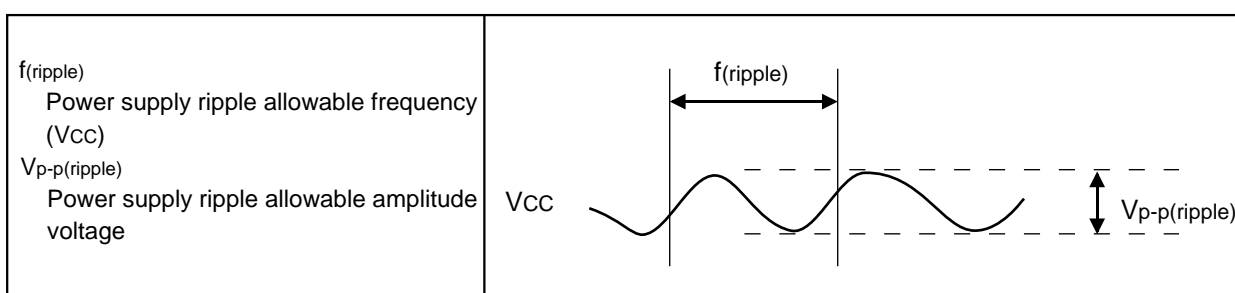 f(ripple)
Power supply ripple allowable frequency
(VCC)
Vp-p(ripple)
Power supply ripple allowable amplitude
voltage
f(ripple)
VCC
Vp-p(ripple)